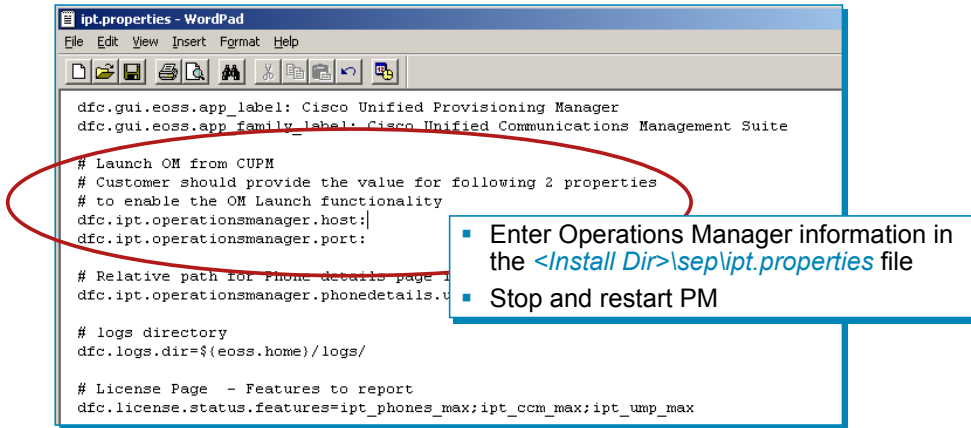 ipt.properties - WordPad
File Edit View Insert Format Help
dfc.gui.eoss.app_label: Cisco Unified Provisioning Manager
dfc.gui.eoss.app_family_label: Cisco Unified Communications Management Suite
# Launch OM from CUPM
# Customer should provide the value for following 2 properties
# to enable the OM Launch functionality
dfc.ipt.operationsmanager.host:
dfc.ipt.operationsmanager.port:
# Relative path for Phone details page
dfc.ipt.operationsmanager.phonedetails.u
# logs directory
dfc.logs.dir=${eoss.home}/logs/
# License Page - Features to report
dfc.license.status.features=ipt_phones_max;ipt_ccm_max;ipt_ump_max
▪ Enter Operations Manager information in
the <Install Dir>\sep\ipt.properties file
▪ Stop and restart PM